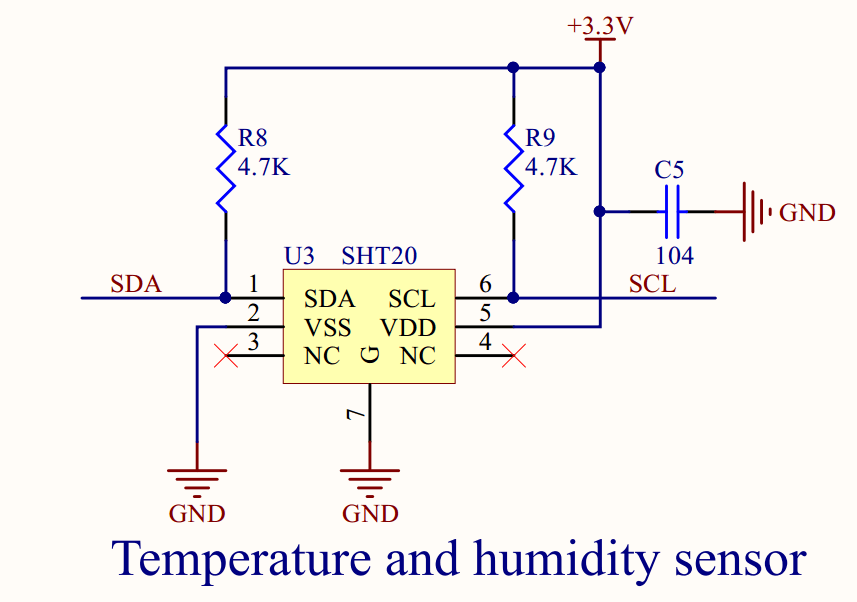 +3.3V
R8
4.7K
R9
4.7K
C5
104
GND
U3 SHT20
SDA
SCL
1
2
3
6
5
4
SDA SCL
VSS VDD
NC G NC
7
GND
GND
Temperature and humidity sensor